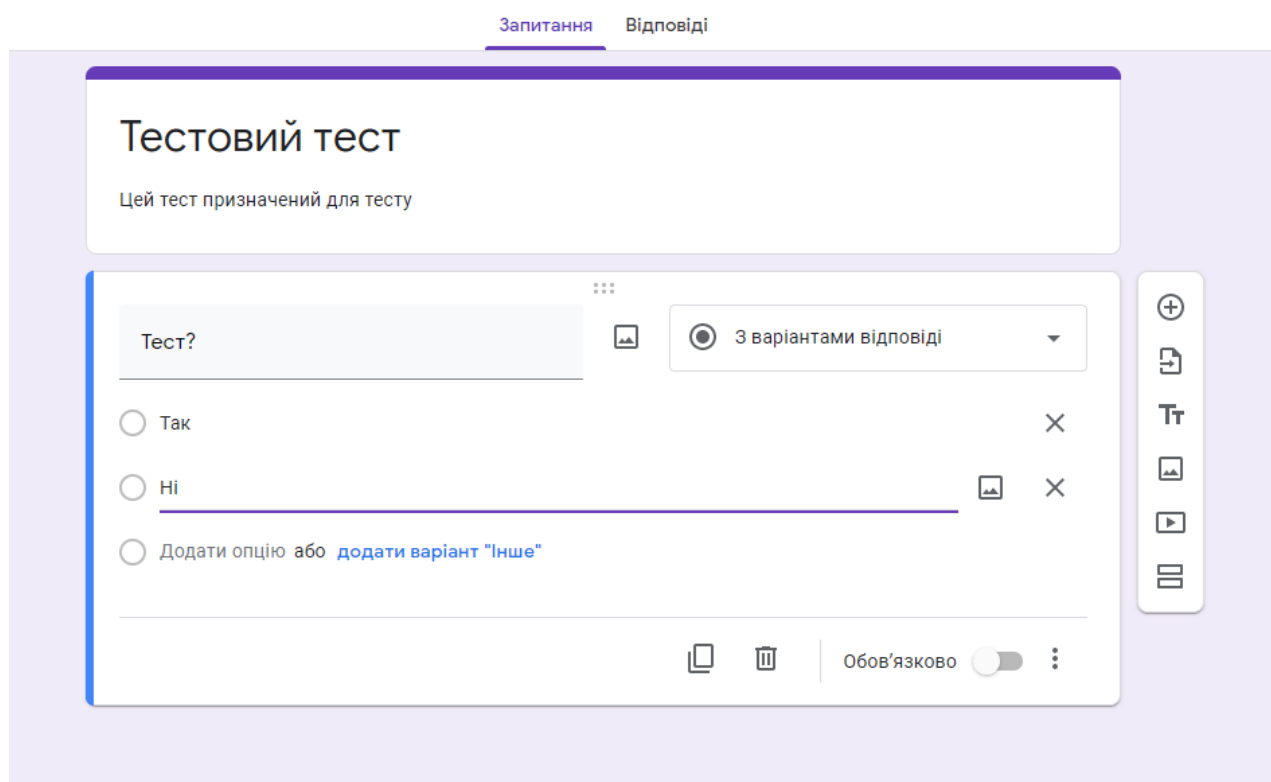 Запитання Відповіді
Тестовий тест
Цей тест призначений для тесту
Тест?
З варіантами відповіді
Так
Ні
Додати опцію або додати варіант "Інше"
Обов’язково